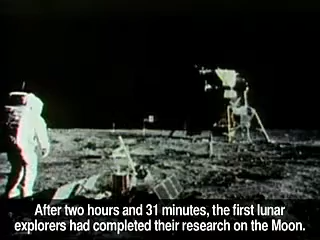 After two hours and 31 minutes, the first lunar
explorers had completed their research on the Moon.